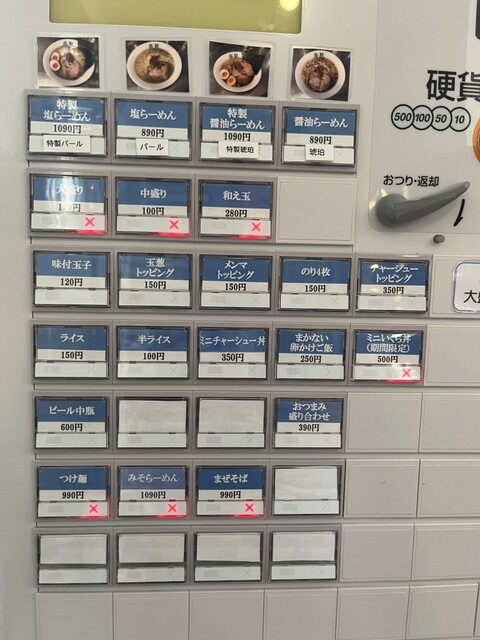 硬貨
500 100 50 10
おつり・返却
特製
塩らーめん
1090円
特製パール
塩らーめん
890円
パール
特製
醤油らーめん
1090円
特製琥珀
醤油らーめん
890円
琥珀
中盛り
100円
和え玉
280円
味付玉子
120円
玉葱
トッピング
150円
メンマ
トッピング
150円
のり4枚
150円
チャーシュー
トッピング
350円
大
ライス
150円
半ライス
100円
ミニチャーシュー丼
350円
まかない
卵かけご飯
250円
ミニいくら丼
(期間限定)
500円
ビール中瓶
600円
おつまみ
盛り合わせ
390円
つけ麺
990円
みそらーめん
1090円
まぜそば
990円